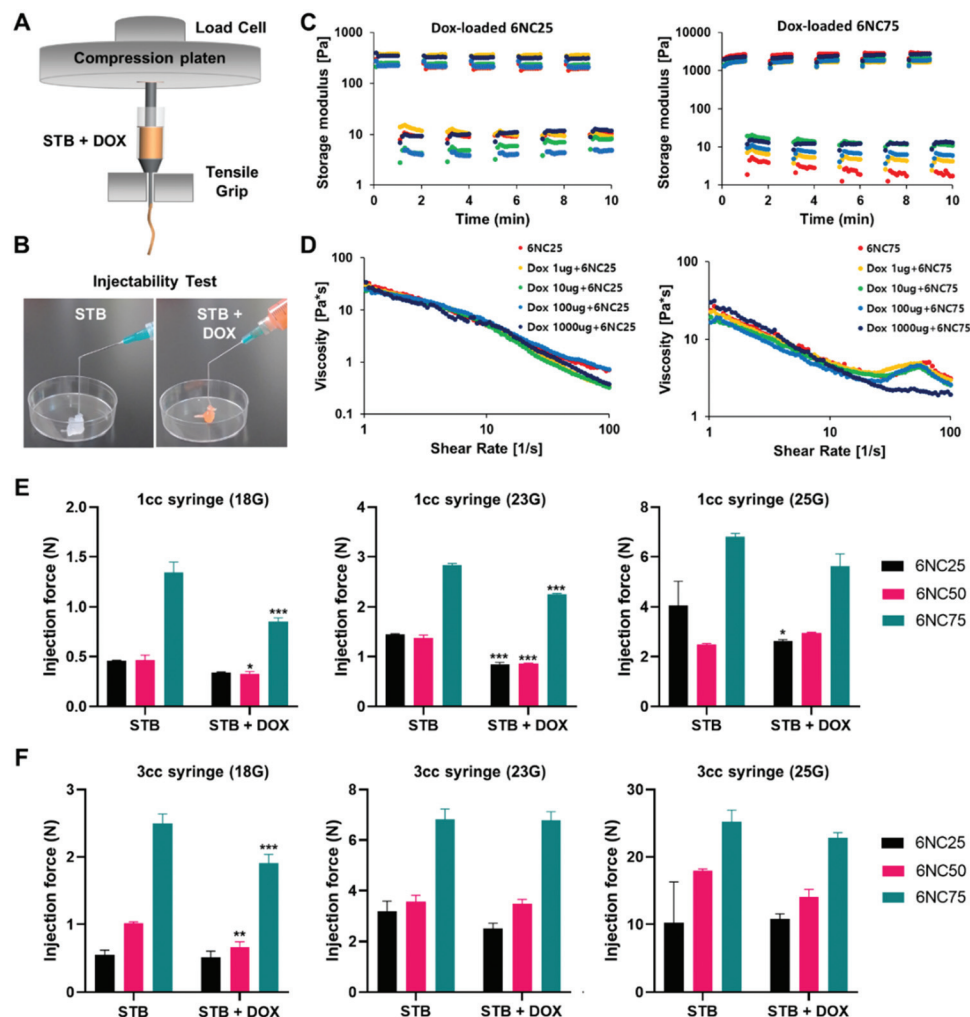 A
Load Cell
Compression platen
STB + DOX
Tensile
Grip
B
Injectability Test
STB
STB +
DOX
C
Dox-loaded 6NC25
Storage modulus [Pa]
1000
100
10
1
0 2 4 6 8 10
Time (min)
Dox-loaded 6NC75
Storage modulus [Pa]
10000
1000
100
10
1
0 2 4 6 8 10
Time (min)
D
Viscosity [Pa*s]
100
10
1
0.1
1 10 100
Shear Rate [1/s]
6NC25
Dox 1ug+6NC25
Dox 10ug+6NC25
Dox 100ug+6NC25
Dox 1000ug+6NC25
Viscosity [Pa*s]
100
10
1
1 10 100
Shear Rate [1/s]
6NC75
Dox 1ug+6NC75
Dox 10ug+6NC75
Dox 100ug+6NC75
Dox 1000ug+6NC75
E
1cc syringe (18G)
Injection force (N)
2.0
1.5
1.0
0.5
0.0
*
***
STB STB + DOX
1cc syringe (23G)
Injection force (N)
4
3
2
1
0
*** *** ***
STB STB + DOX
1cc syringe (25G)
Injection force (N)
8
6
4
2
0
*
STB STB + DOX
6NC25
6NC50
6NC75
F
3cc syringe (18G)
Injection force (N)
3
2
1
0
**
***
STB STB + DOX
3cc syringe (23G)
Injection force (N)
8
6
4
2
0
STB STB + DOX
3cc syringe (25G)
Injection force (N)
30
20
10
0
STB STB + DOX
6NC25
6NC50
6NC75